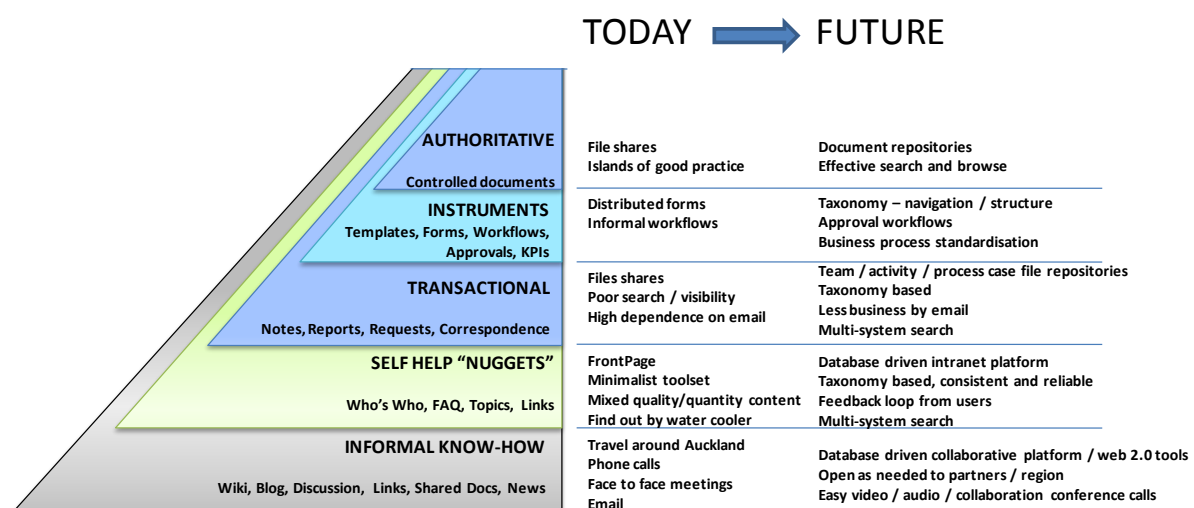 TODAY FUTURE
AUTHORITATIVE
Controlled documents
File shares
Islands of good practice
Document repositories
Effective search and browse
INSTRUMENTS
Templates, Forms, Workflows,
Approvals, KPIs
Distributed forms
Informal workflows
Taxonomy – navigation / structure
Approval workflows
Business process standardisation
TRANSACTIONAL
Notes, Reports, Requests, Correspondence
Files shares
Poor search / visibility
High dependence on email
Team / activity / process case file repositories
Taxonomy based
Less business by email
Multi-system search
SELF HELP “NUGGETS”
Who’s Who, FAQ, Topics, Links
FrontPage
Minimalist toolset
Mixed quality/quantity content
Find out by water cooler
Database driven intranet platform
Taxonomy based, consistent and reliable
Feedback loop from users
Multi-system search
INFORMAL KNOW-HOW
Wiki, Blog, Discussion, Links, Shared Docs, News
Travel around Auckland
Phone calls
Face to face meetings
Email
Database driven collaborative platform / web 2.0 tools
Open as needed to partners / region
Easy video / audio / collaboration conference calls